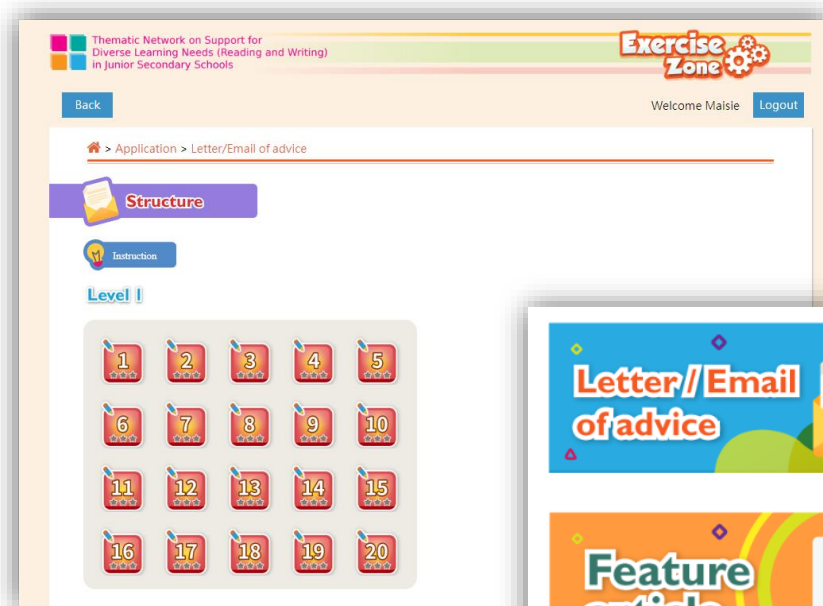 Thematic Network on Support for
Diverse Learning Needs (Reading and Writing)
in Junior Secondary Schools
Exercise
Zone
Back
Welcome Maisie
Logout
> Application > Letter/Email of advice
Structure
Instruction
Level 1
1 2 3 4 5
6 7 8 9 10
11 12 13 14 15
16 17 18 19 20
Letter / Email
of advice
Feature
article